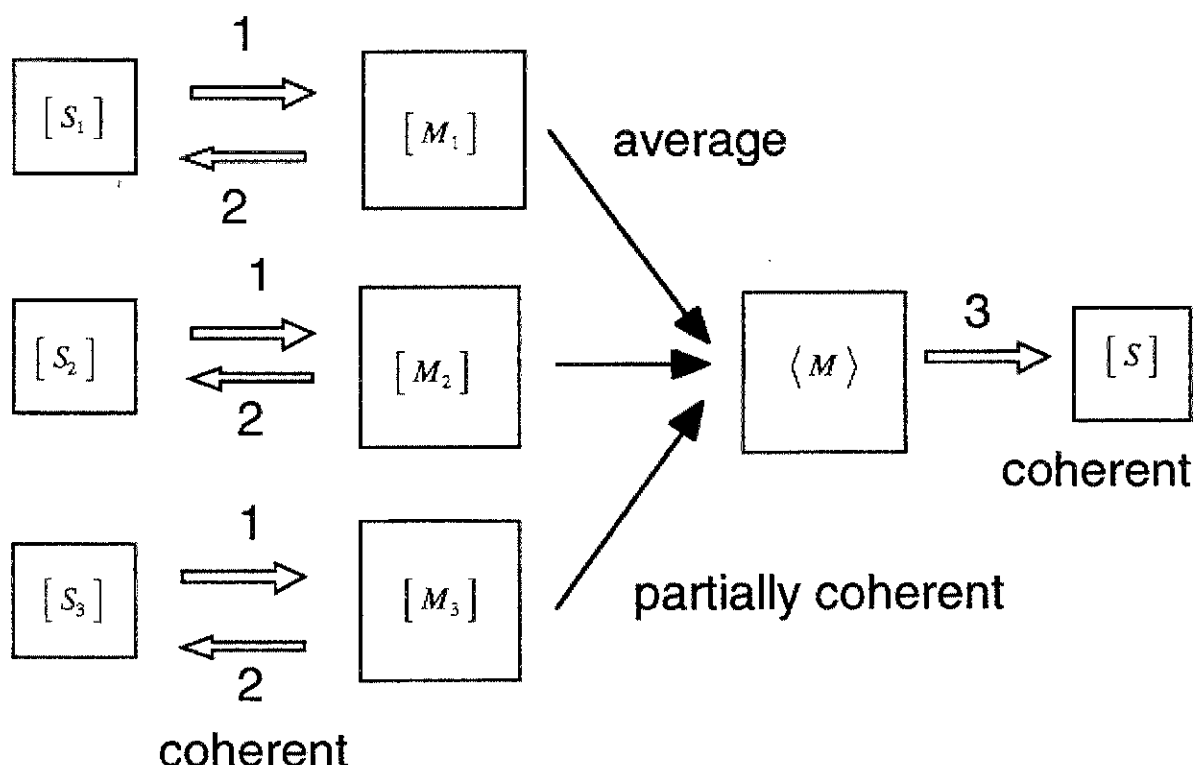 1
[ S₁ ]
[ M₁ ]
average
2
1
[ S₂ ]
[ M₂ ]
⟨ M ⟩
3
[ S ]
2
coherent
1
[ S₃ ]
[ M₃ ]
partially coherent
2
coherent